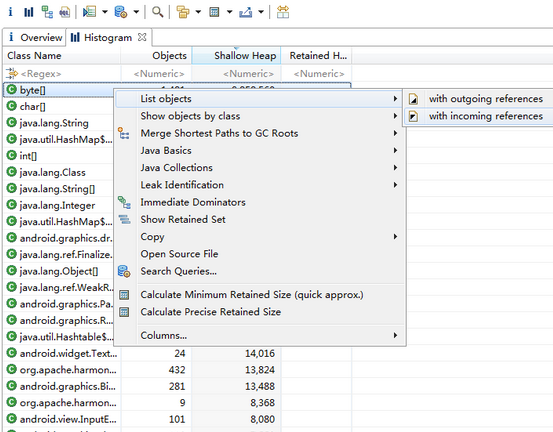 Overview Histogram
Class Name Objects Shallow Heap Retained H...
<Regex> <Numeric> <Numeric> <Numeric>
byte[]
List objects with outgoing references
char[]
Show objects by class with incoming references
java.lang.String
java.util.HashMap$... Merge Shortest Paths to GC Roots
int[] Java Basics
java.lang.Class Java Collections
java.lang.String[] Leak Identification
java.lang.Integer Immediate Dominators
java.util.HashMap$... Show Retained Set
android.graphics.dr... Copy
java.lang.ref.Finalize... Open Source File
java.lang.Object[] Search Queries...
java.lang.ref.WeakR...
android.graphics.Pa... Calculate Minimum Retained Size (quick approx.)
android.graphics.R... Calculate Precise Retained Size
java.util.Hashtable$... Columns...
android.widget.Text... 24 14,016
org.apache.harmon... 432 13,824
android.graphics.Bi... 281 13,488
org.apache.harmon... 9 8,368
android.view.InputE... 101 8,080